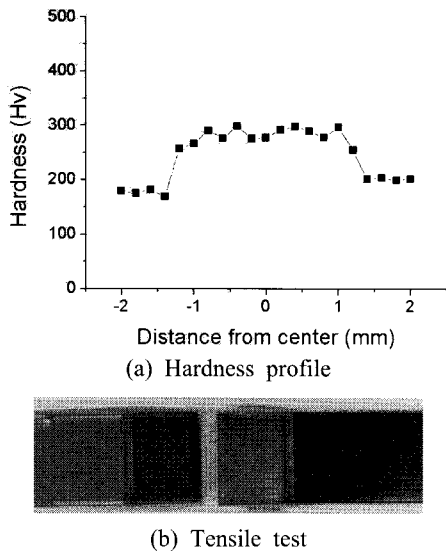 500
400
300
200
100
0
Hardness (Hv)
-2 -1 0 1 2
Distance from center (mm)
(a) Hardness profile
(b) Tensile test